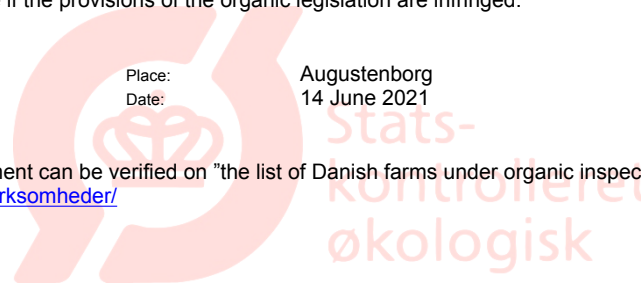 if the provisions of the organic legislation are infringed.
Place: Augustenborg
Date: 14 June 2021
Stats-
ment can be verified on ”the list of Danish farms under organic inspec
rksomheder/
kontrolleret
økologisk